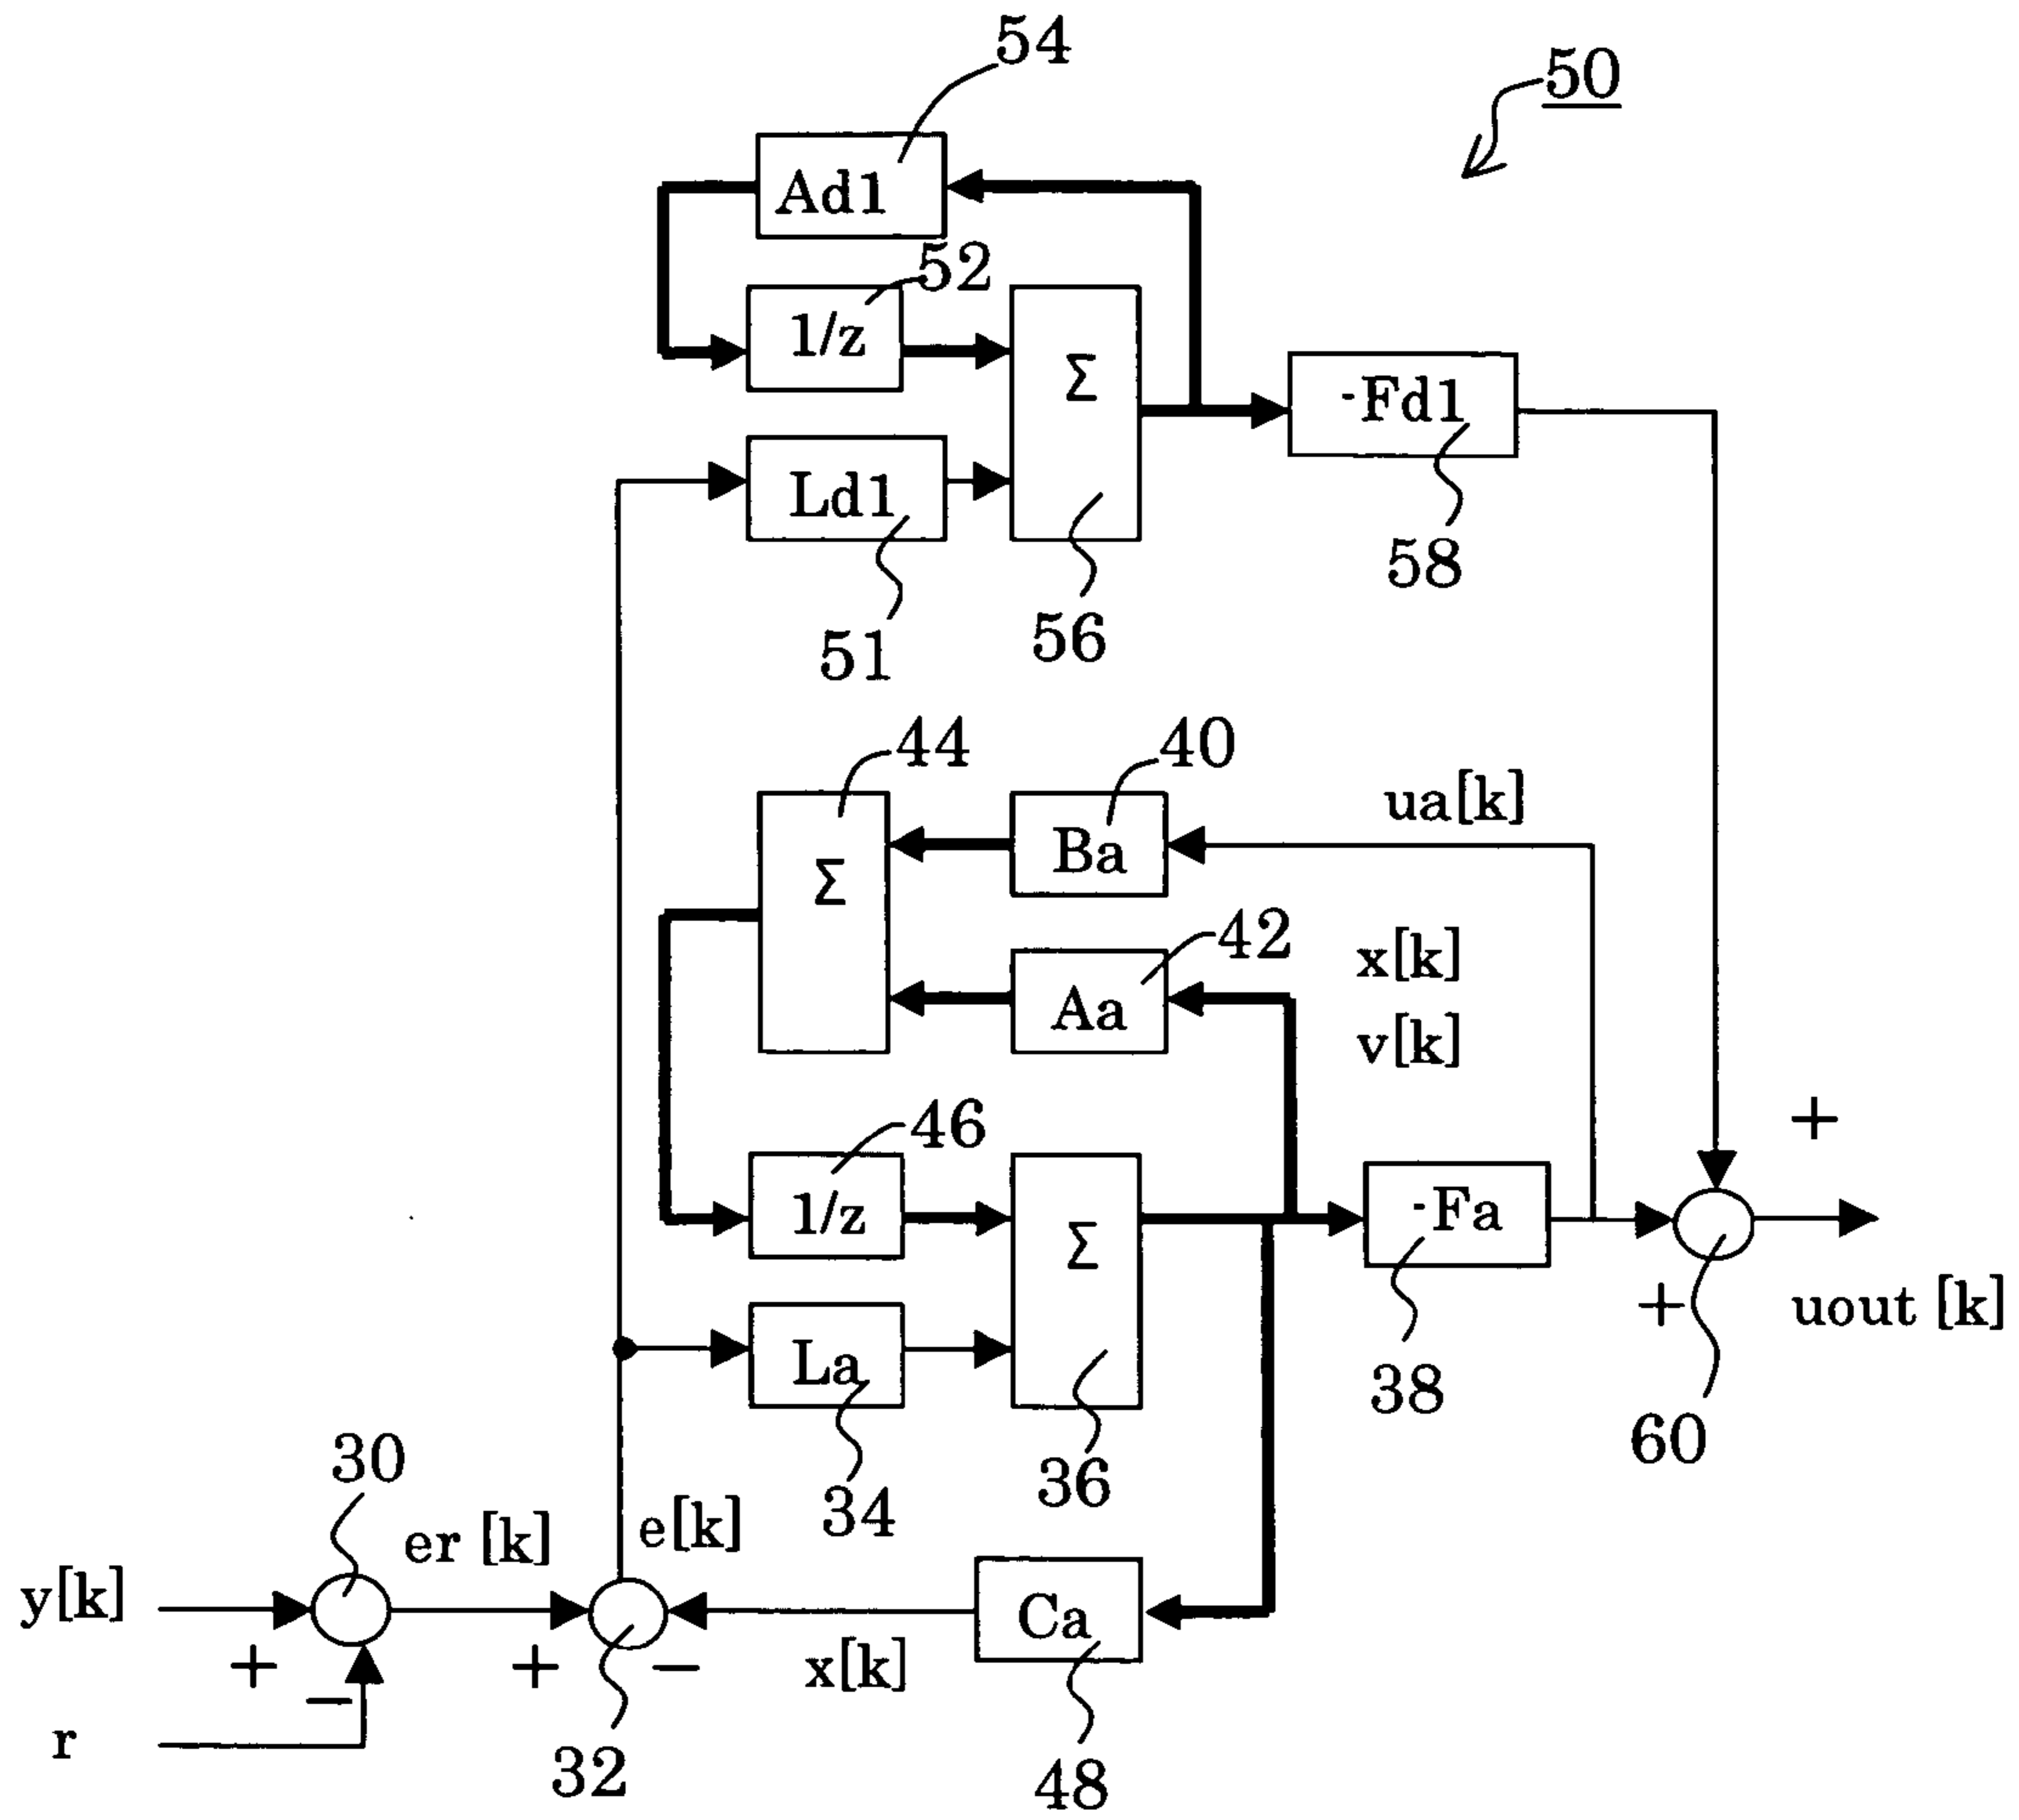 54
50
Ad1
52
1/z
Σ
-Fd1
Ld1
58
56
51
44
40
ua[k]
Ba
Σ
42
x[k]
Aa
v[k]
46
+
1/z
Σ
-Fa
+
uout [k]
La
38
60
30
36
34
er [k]
e[k]
y[k]
Ca
+
+
−
x[k]
−
r
32
48